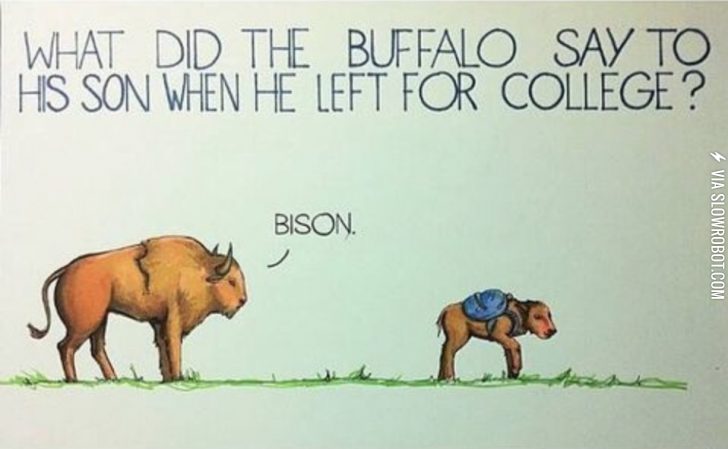 WHAT DID THE BUFFALO SAY TO
HIS SON WHEN HE LEFT FOR COLLEGE?
BISON.
VIA SLOWROBOT.COM